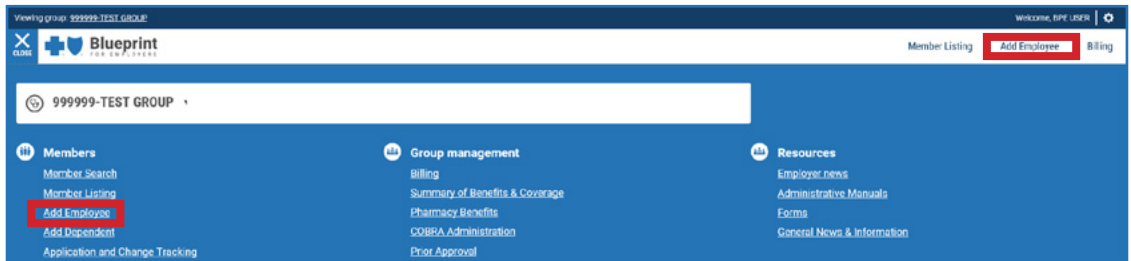 Viewing group: 999999-TEST GROUP
Welcome, BPE USER
CLOSE
Blueprint
FOR EMPLOYERS
Member Listing
Add Employee
Billing
999999-TEST GROUP
Members
Member Search
Member Listing
Add Employee
Add Dependent
Application and Change Tracking
Group management
Billing
Summary of Benefits & Coverage
Pharmacy Benefits
COBRA Administration
Prior Approval
Resources
Employer news
Administrative Manuals
Forms
General News & Information